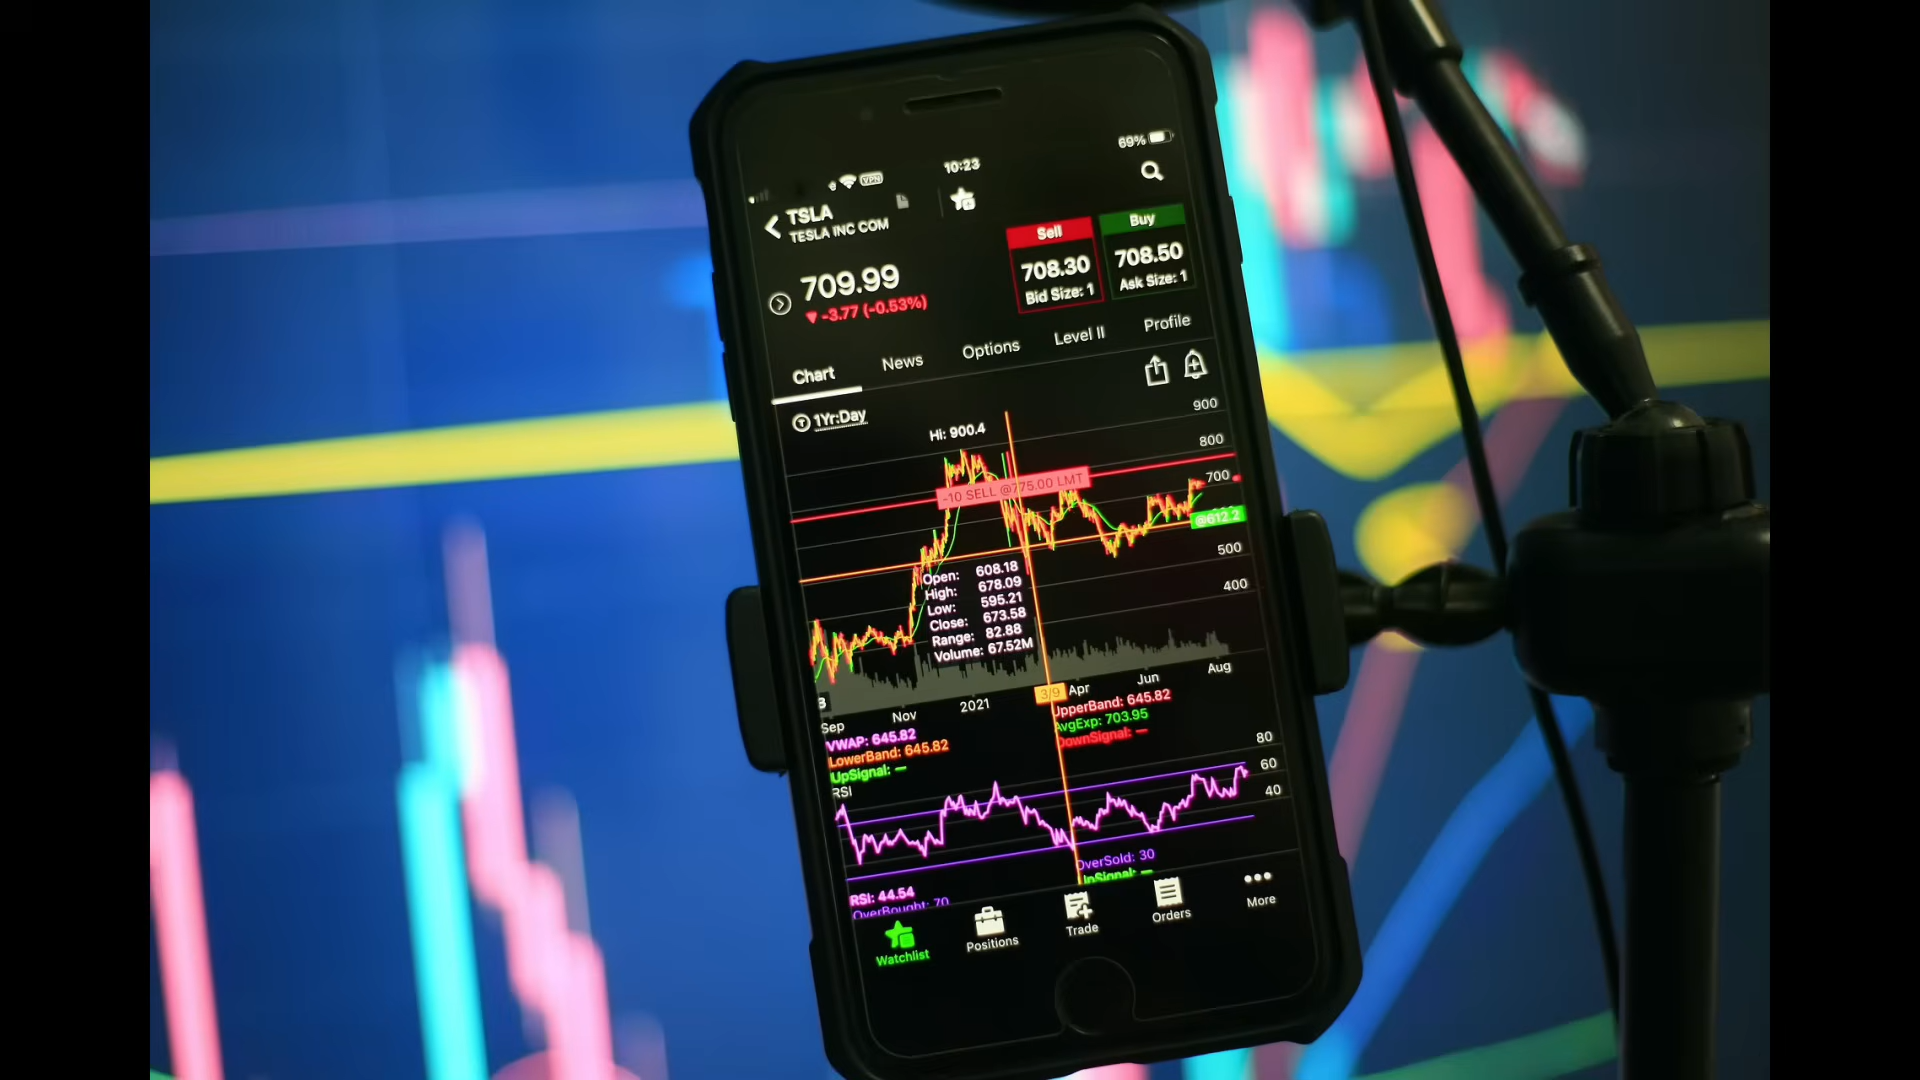 69%
10:23
VPN
TSLA
TESLA INC COM
709.99
-3.77 (-0.53%)
Sell
708.30
Bid Size: 1
Buy
708.50
Ask Size: 1
Chart News Options Level II Profile
1Yr:Day
Hi: 900.4
900
800
-10 SELL @775.00 LMT
700
@612.2
500
400
Open: 608.18
High: 678.09
Low: 595.21
Close: 673.58
Range: 82.88
Volume: 67.52M
Sep Nov 2021 3/9 Apr Jun Aug
VWAP: 645.82
LowerBand: 645.82
UpSignal: —
UpperBand: 645.82
AvgExp: 703.95
DownSignal: —
RSI
80
60
40
RSI: 44.54
OverBought: 70
OverSold: 30
UpSignal: —
Watchlist Positions Trade Orders More